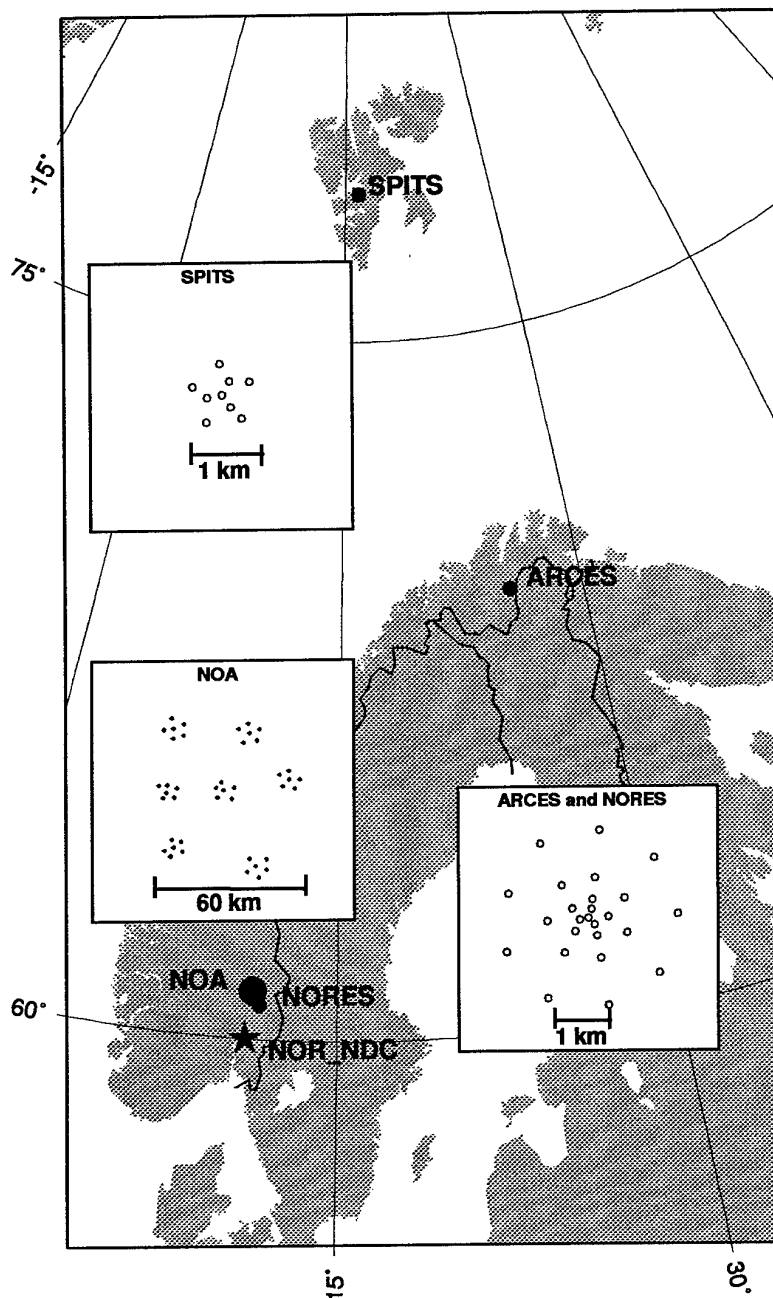 -15°
SPITS
75°
SPITS
1 km
ARCES
NOA
60 km
ARCES and NORES
1 km
NOA
NORES
60°
NOR_NDC
15°
30°